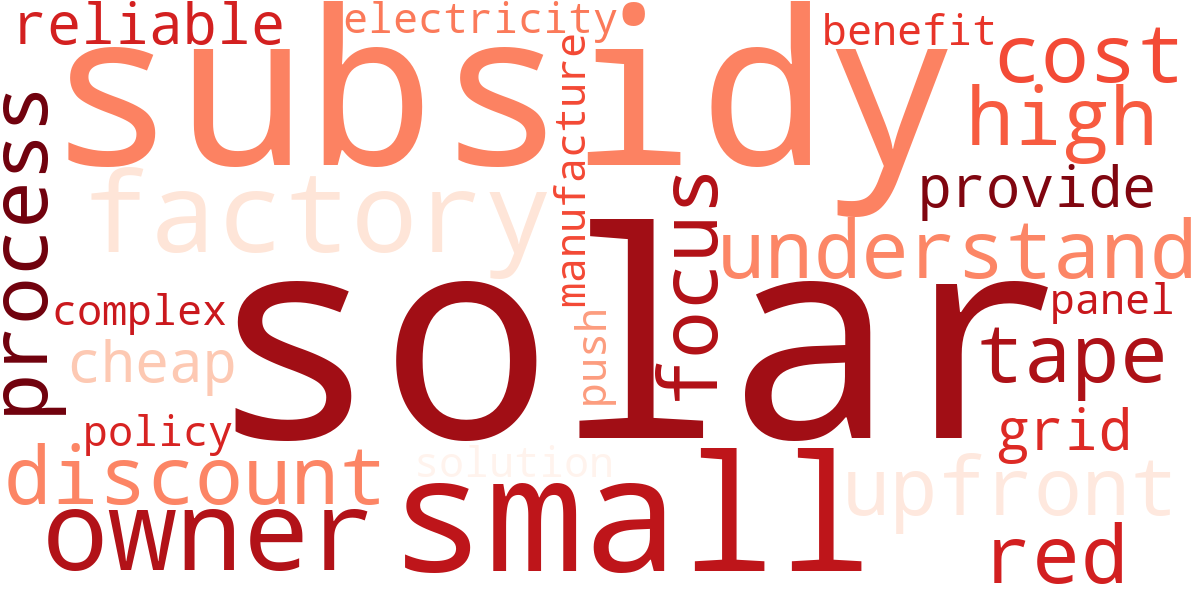 reliable
electricity
benefit
subsidy
cost
high
process
factory
manufacture
focus
provide
understand
solar
complex
panel
cheap
push
tape
policy
grid
discount
solution
small
upfront
owner
red